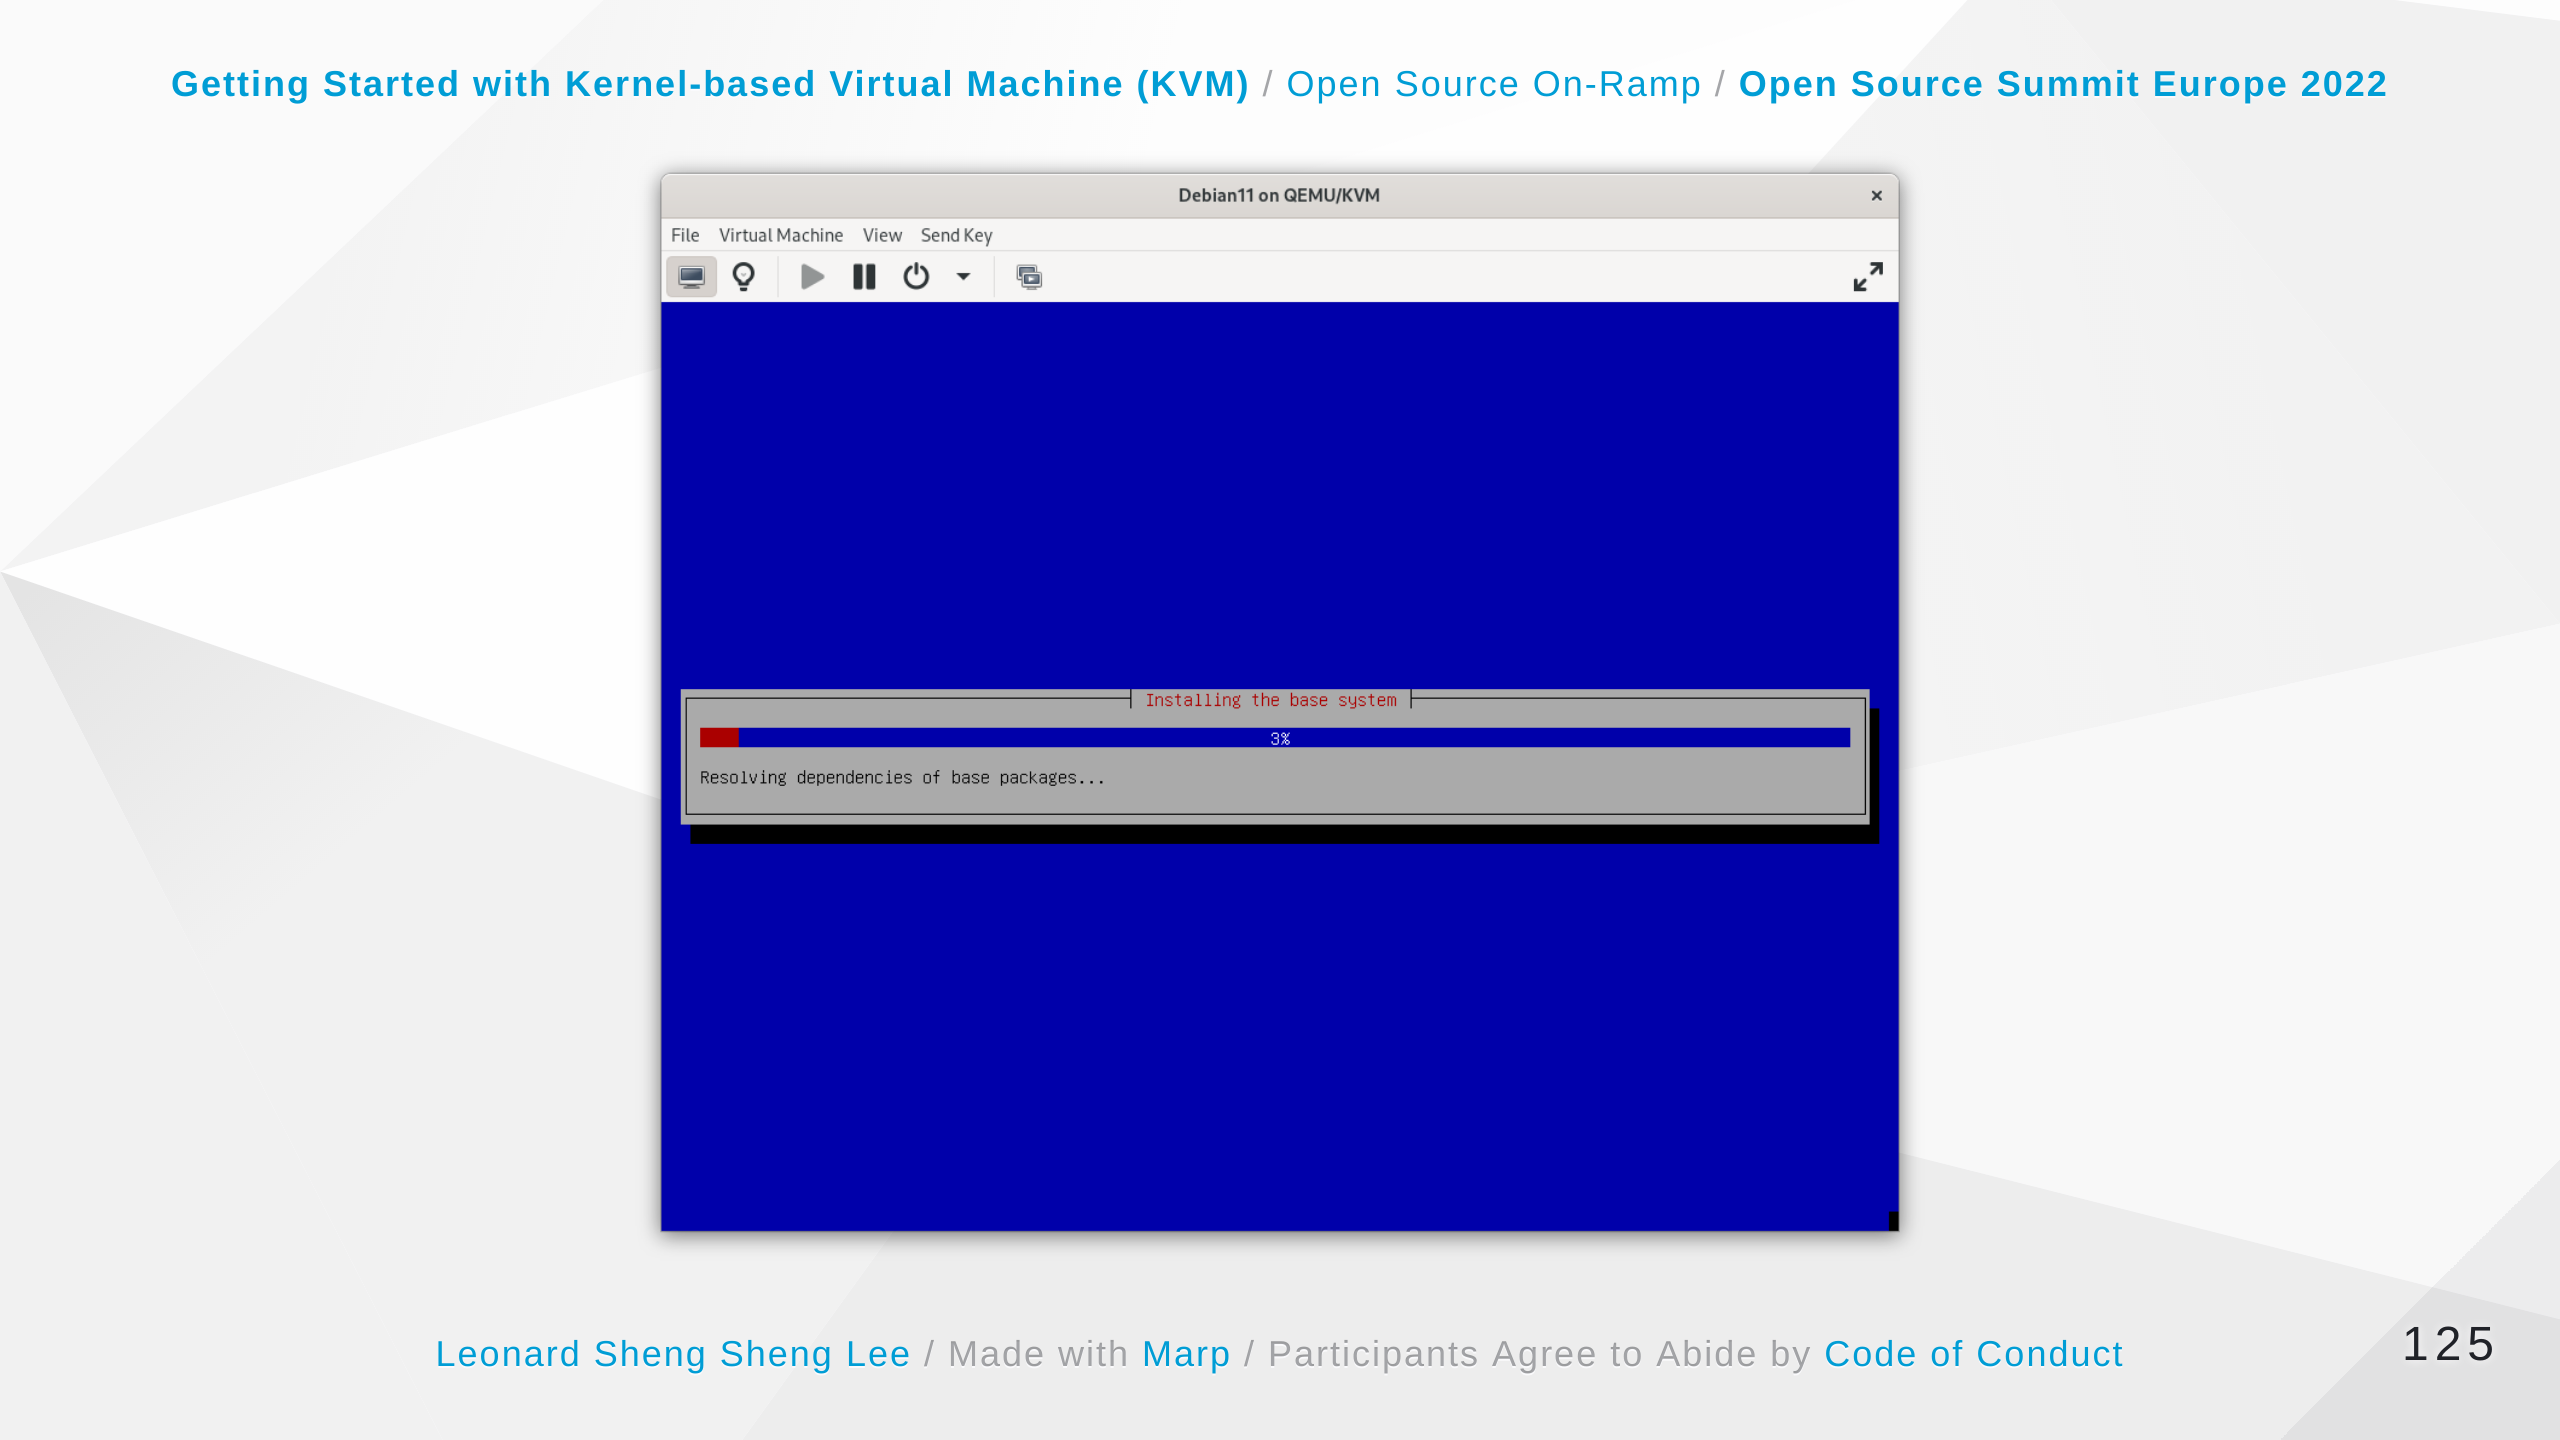 Getting Started with Kernel-based Virtual Machine (KVM) / Open Source On-Ramp / Open Source Summit Europe 2022
Debian11 on QEMU/KVM
File Virtual Machine View Send Key
Installing the base system
3%
Resolving dependencies of base packages...
Leonard Sheng Sheng Lee / Made with Marp / Participants Agree to Abide by Code of Conduct
125